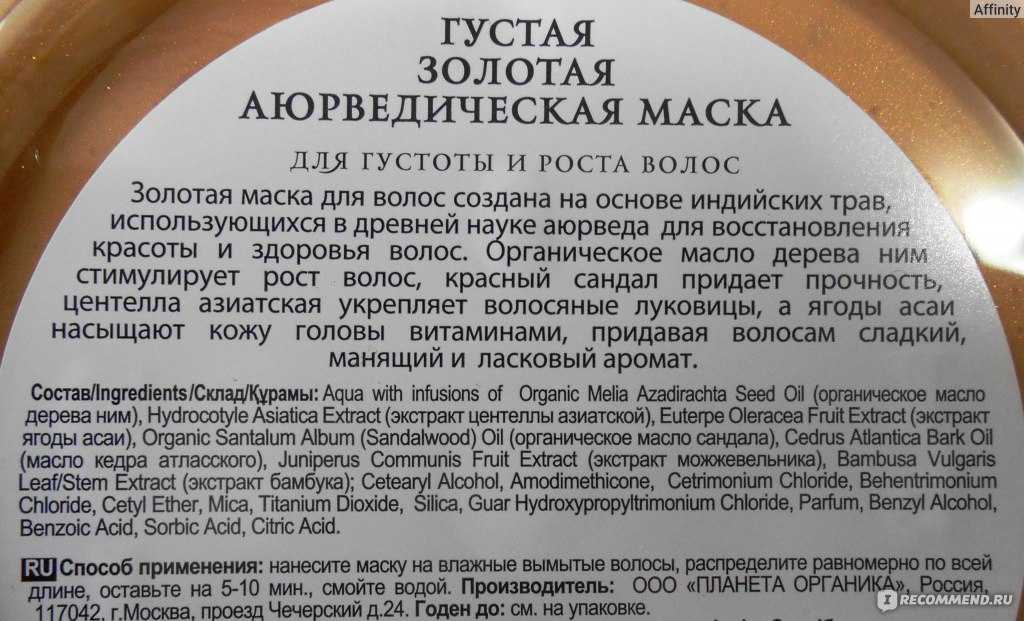 Affinity
ГУСТАЯ
ЗОЛОТАЯ
АЮРВЕДИЧЕСКАЯ МАСКА
ДЛЯ ГУСТОТЫ И РОСТА ВОЛОС
Золотая маска для волос создана на основе индийских трав,
использующихся в древней науке аюрведа для восстановления
красоты и здоровья волос. Органическое масло дерева ним
стимулирует рост волос, красный сандал придает прочность,
центелла азиатская укрепляет волосяные луковицы, а ягоды асаи
насыщают кожу головы витаминами, придавая волосам сладкий,
манящий и ласковый аромат.
Состав/Ingredients/Склад/Құрамы: Aqua with infusions of Organic Melia Azadirachta Seed Oil (органическое масло
дерева ним), Hydrocotyle Asiatica Extract (экстракт центеллы азиатской), Euterpe Oleracea Fruit Extract (экстракт
ягоды асаи), Organic Santalum Album (Sandalwood) Oil (органическое масло сандала), Cedrus Atlantica Bark Oil
(масло кедра атласского), Juniperus Communis Fruit Extract (экстракт можжевельника), Bambusa Vulgaris
Leaf/Stem Extract (экстракт бамбука); Cetearyl Alcohol, Amodimethicone, Cetrimonium Chloride, Behentrimonium
Chloride, Cetyl Ether, Mica, Titanium Dioxide, Silica, Guar Hydroxypropyltrimonium Chloride, Parfum, Benzyl Alcohol,
Benzoic Acid, Sorbic Acid, Citric Acid.
RU Способ применения: нанесите маску на влажные вымытые волосы, распределите равномерно по всей
длине, оставьте на 5-10 мин., смойте водой. Производитель: ООО «ПЛАНЕТА ОРГАНИКА», Россия,
117042, г.Москва, проезд Чечерский д.24. Годен до: см. на упаковке.
RECOMMEND.RU